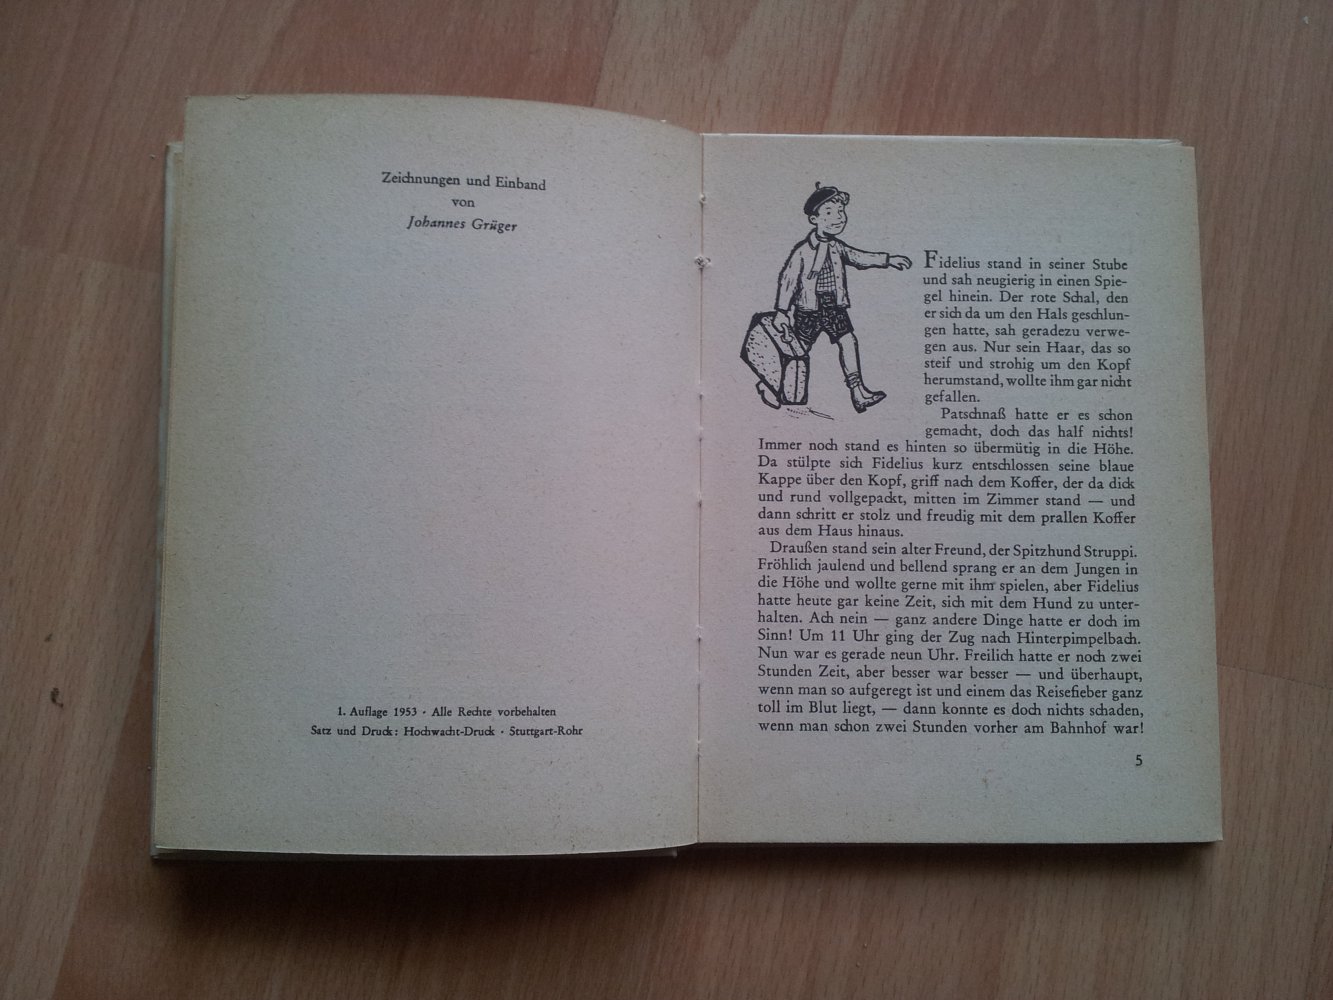 Zeichnungen und Einband
von
Johannes Grüger
1. Auflage 1953 · Alle Rechte vorbehalten
Satz und Druck: Hochwacht-Druck · Stuttgart-Rohr
Fidelius stand in seiner Stube
und sah neugierig in einen Spie-
gel hinein. Der rote Schal, den
er sich da um den Hals geschlun-
gen hatte, sah geradezu verwe-
gen aus. Nur sein Haar, das so
steif und strohig um den Kopf
herumstand, wollte ihm gar nicht
gefallen.
Patschnaß hatte er es schon
gemacht, doch das half nichts!
Immer noch stand es hinten so übermütig in die Höhe.
Da stülpte sich Fidelius kurz entschlossen seine blaue
Kappe über den Kopf, griff nach dem Koffer, der da dick
und rund vollgepackt, mitten im Zimmer stand — und
dann schritt er stolz und freudig mit dem prallen Koffer
aus dem Haus hinaus.
Draußen stand sein alter Freund, der Spitzhund Struppi.
Fröhlich jaulend und bellend sprang er an dem Jungen in
die Höhe und wollte gerne mit ihm spielen, aber Fidelius
hatte heute gar keine Zeit, sich mit dem Hund zu unter-
halten. Ach nein — ganz andere Dinge hatte er doch im
Sinn! Um 11 Uhr ging der Zug nach Hinterpimpelbach.
Nun war es gerade neun Uhr. Freilich hatte er noch zwei
Stunden Zeit, aber besser war besser — und überhaupt,
wenn man so aufgeregt ist und einem das Reisefieber ganz
toll im Blut liegt, — dann konnte es doch nichts schaden,
wenn man schon zwei Stunden vorher am Bahnhof war!
5